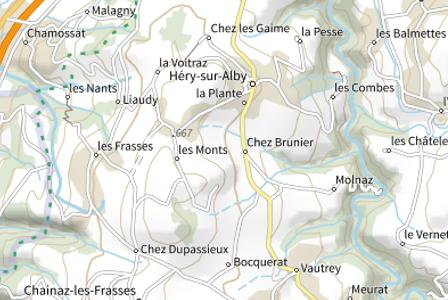 Malagny
Chamossat
Chez les Gaime
la Pesse
les Balmettes
la Voitraz
Héry-sur-Alby
les Nants
Liaudy
la Plante
les Combes
667
les Frasses
les Monts
Chez Brunier
les Châtele
Molnaz
le Vernet
Chez Dupassieux
Bocquerat
Vautrey
Chainaz-les-Frasses
Meurat